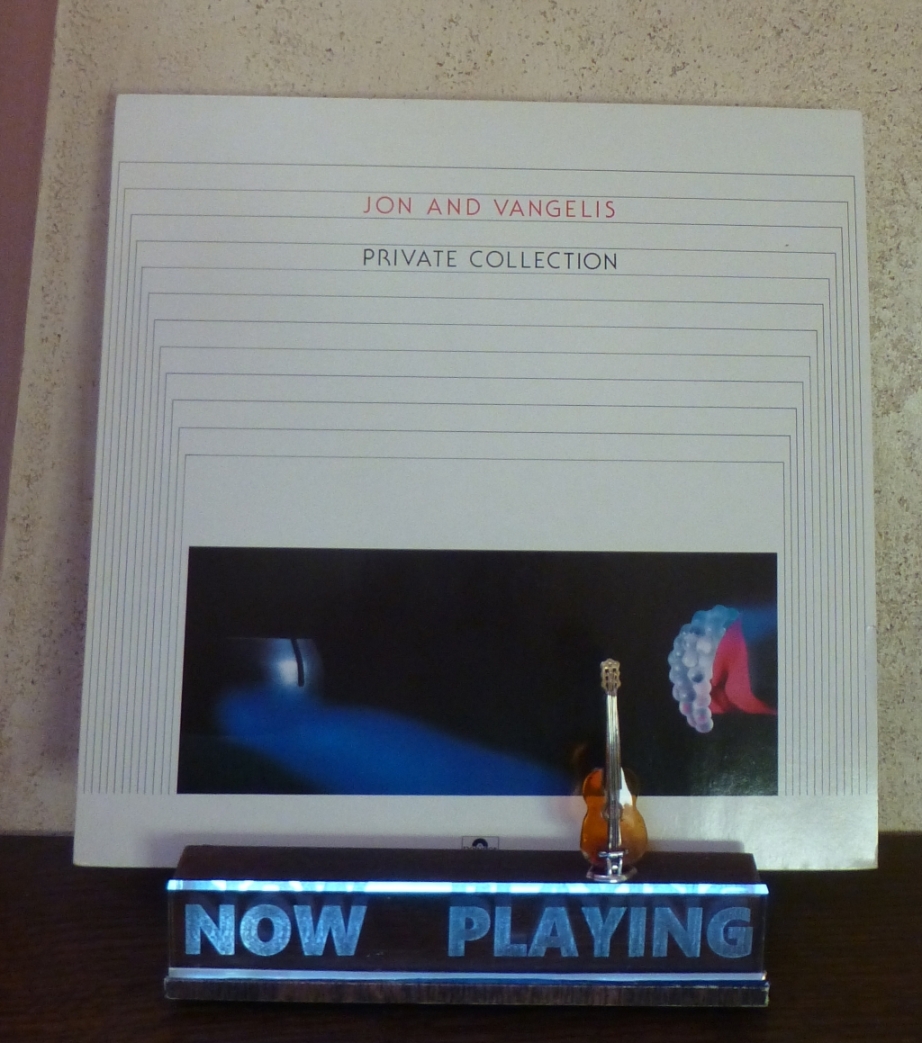 JON AND VANGELIS
PRIVATE COLLECTION
NOW PLAYING